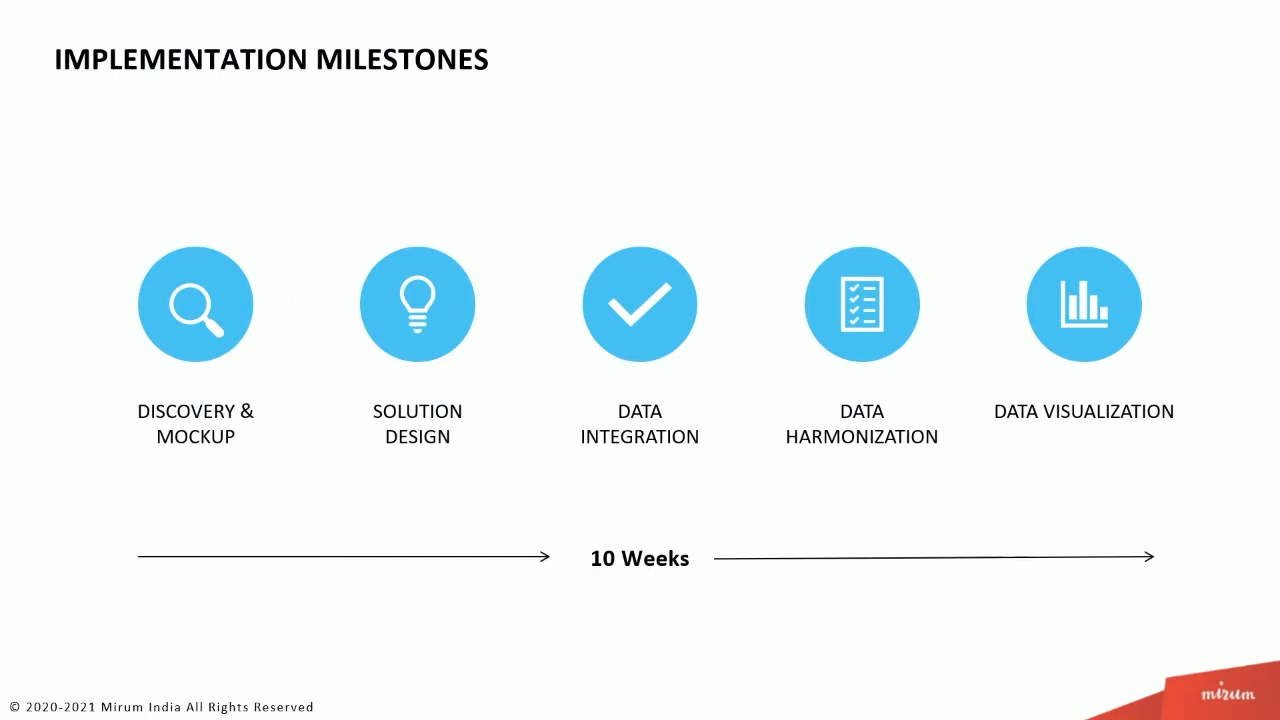 IMPLEMENTATION MILESTONES
DISCOVERY &
MOCKUP
SOLUTION
DESIGN
DATA
INTEGRATION
DATA
HARMONIZATION
DATA VISUALIZATION
10 Weeks
© 2020-2021 Mirum India All Rights Reserved
mirum